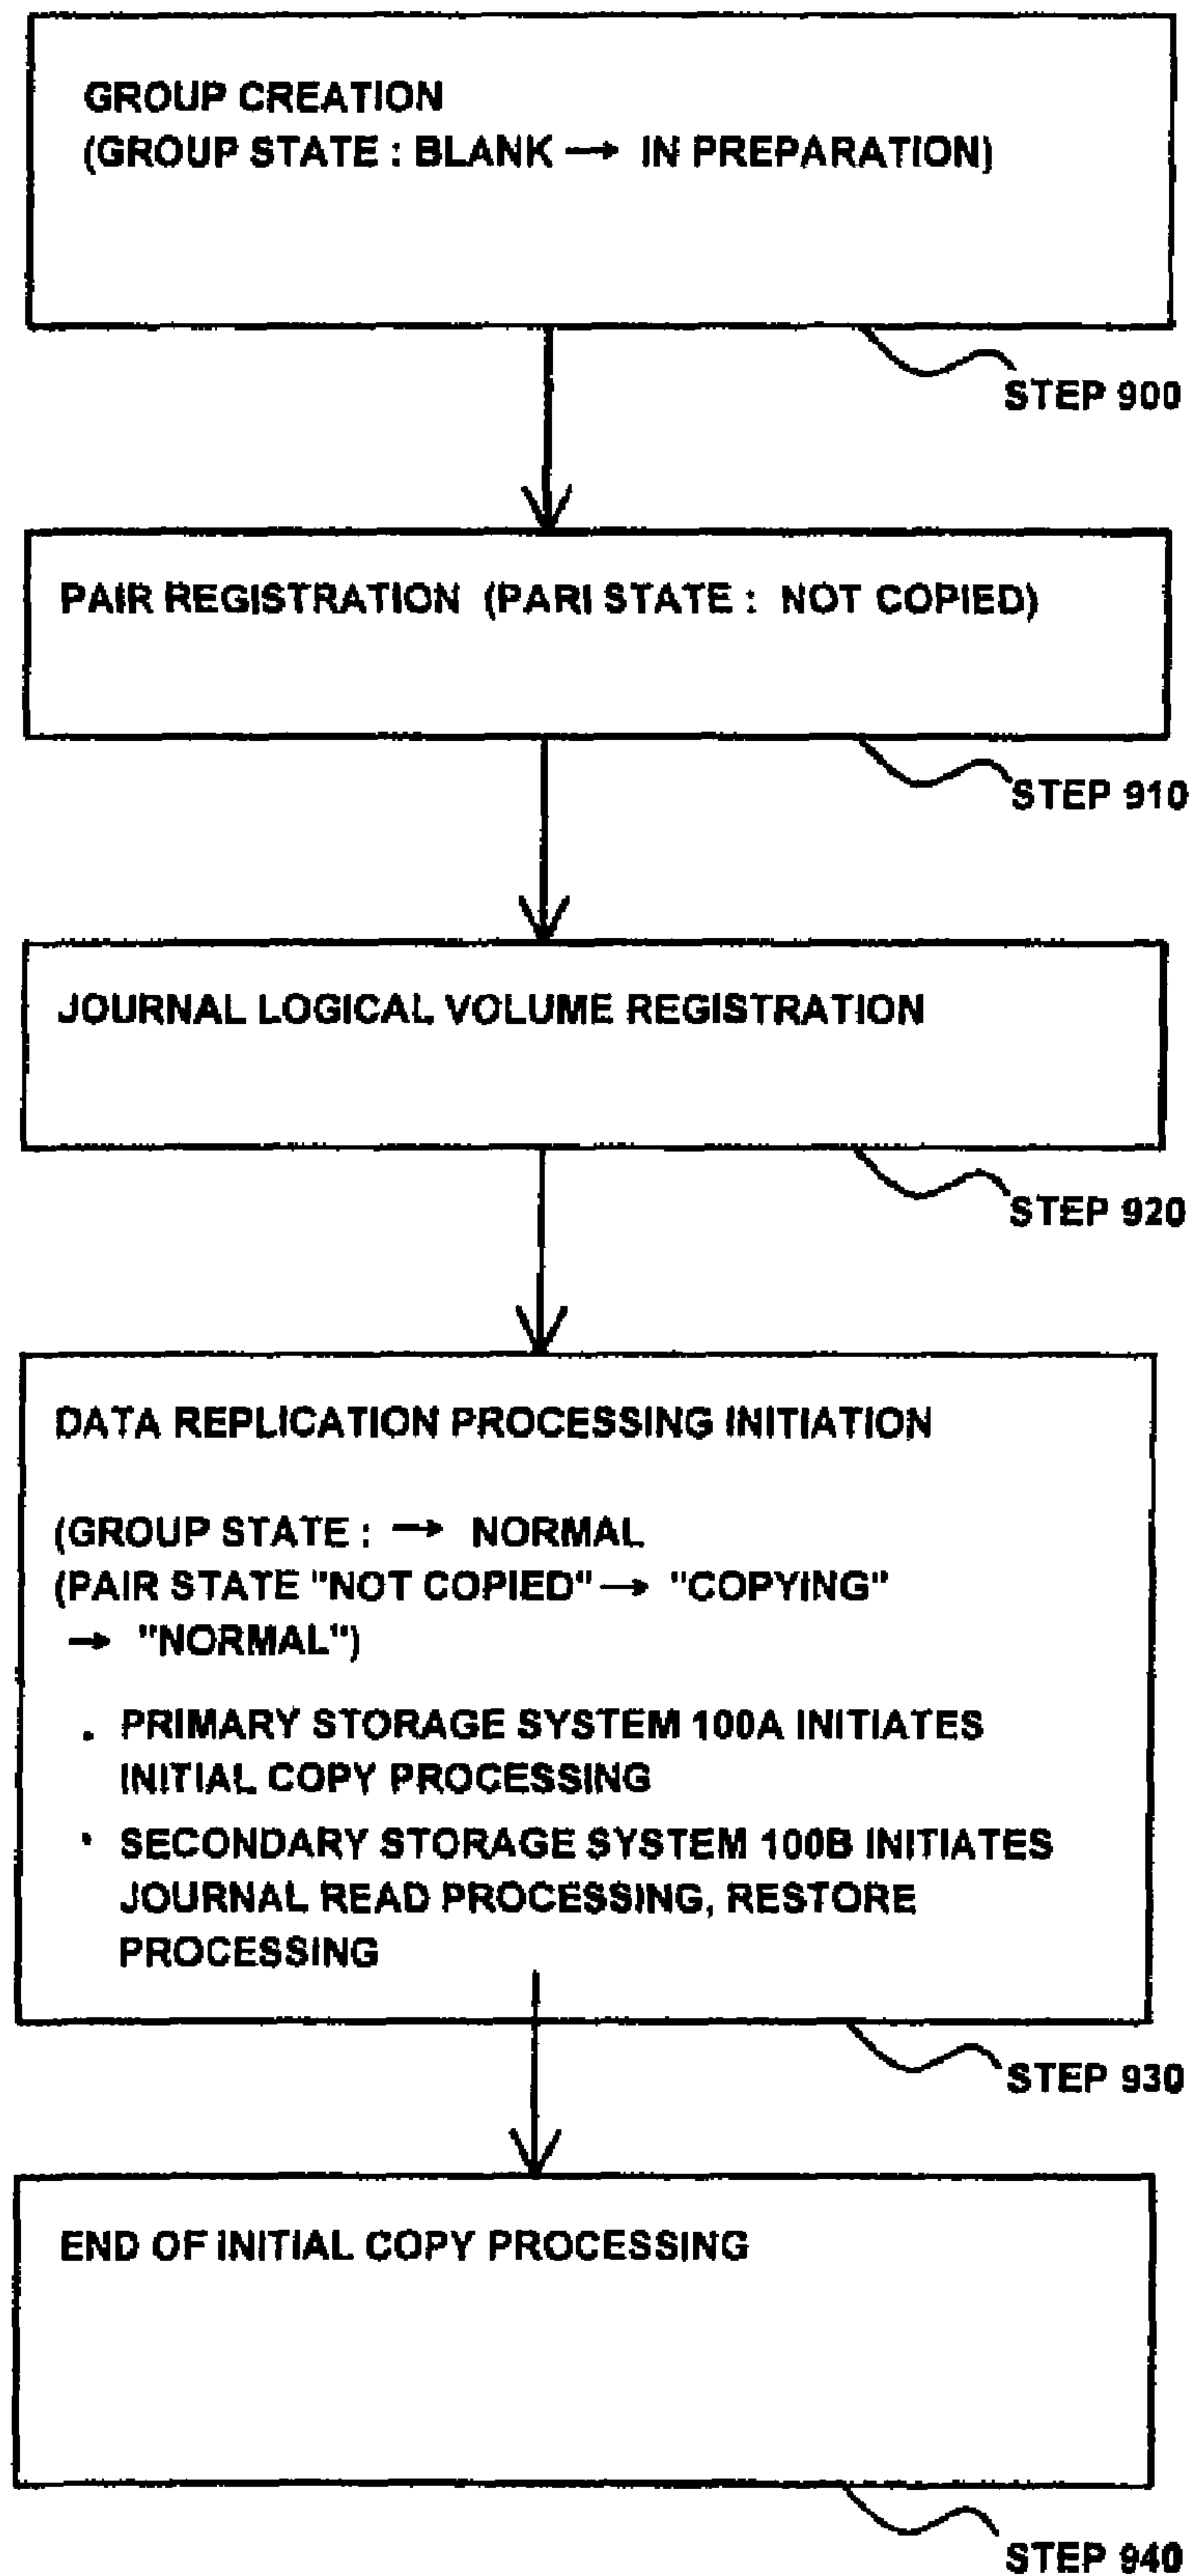 GROUP CREATION
(GROUP STATE : BLANK → IN PREPARATION)
STEP 900
PAIR REGISTRATION (PARI STATE : NOT COPIED)
STEP 910
JOURNAL LOGICAL VOLUME REGISTRATION
STEP 920
DATA REPLICATION PROCESSING INITIATION
(GROUP STATE : → NORMAL
(PAIR STATE "NOT COPIED" → "COPYING"
→ "NORMAL")
. PRIMARY STORAGE SYSTEM 100A INITIATES
INITIAL COPY PROCESSING
· SECONDARY STORAGE SYSTEM 100B INITIATES
JOURNAL READ PROCESSING, RESTORE
PROCESSING
STEP 930
END OF INITIAL COPY PROCESSING
STEP 940